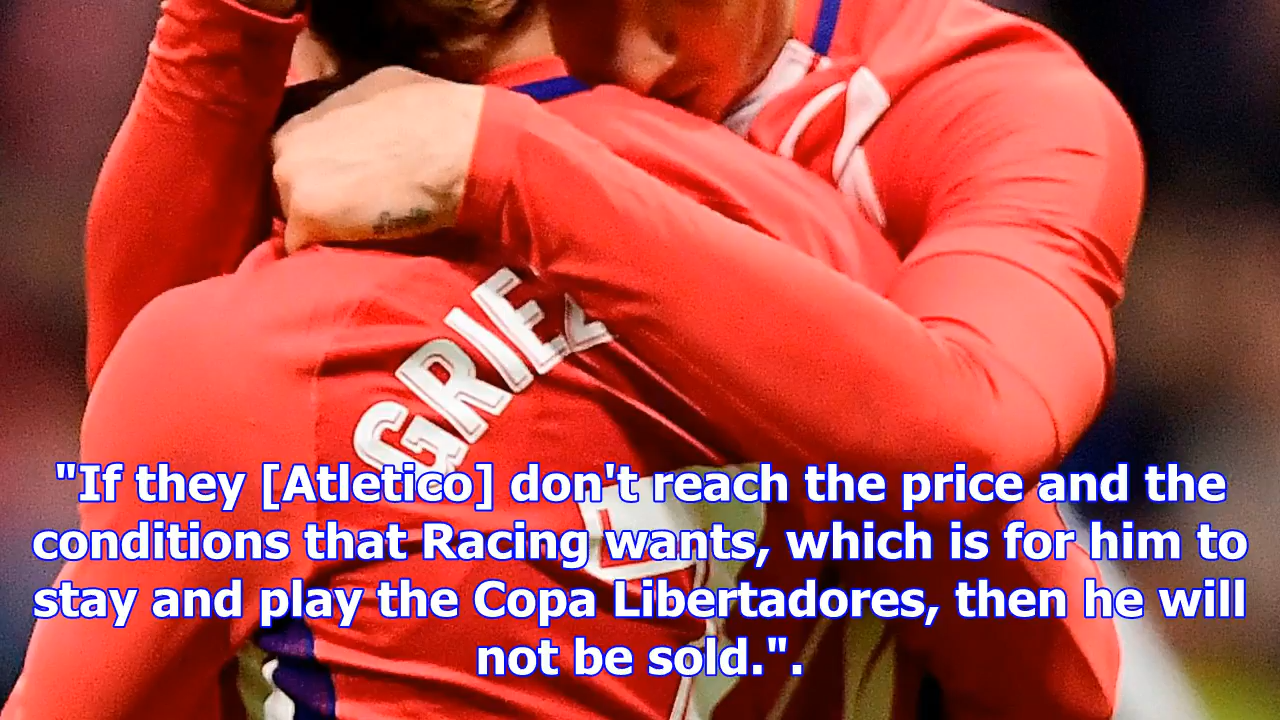 GRIEZ
"If they [Atletico] don't reach the price and the
conditions that Racing wants, which is for him to
stay and play the Copa Libertadores, then he will
not be sold.".